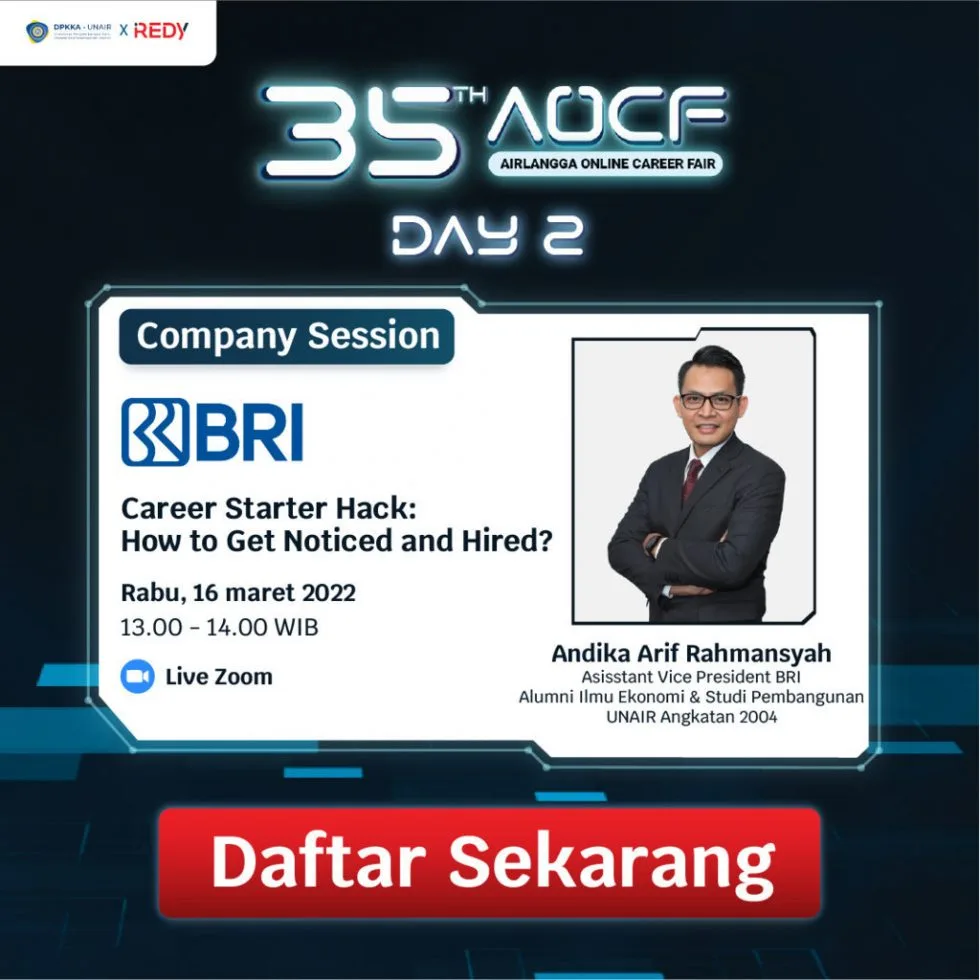 DPKKA - UNAIR X REDY
35TH AOCF
AIRLANGGA ONLINE CAREER FAIR
DAY 2
Company Session
BRI
Career Starter Hack:
How to Get Noticed and Hired?
Rabu, 16 maret 2022
13.00 - 14.00 WIB
Live Zoom
Andika Arif Rahmansyah
Asisstant Vice President BRI
Alumni Ilmu Ekonomi & Studi Pembangunan
UNAIR Angkatan 2004
Daftar Sekarang